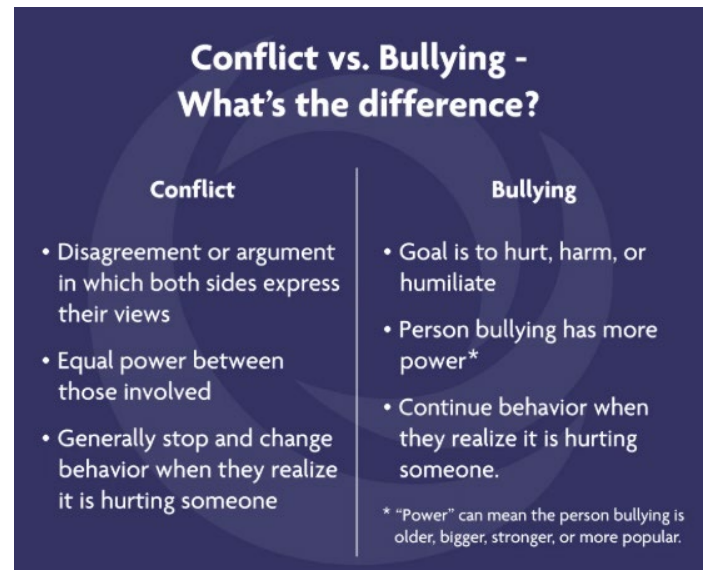 Conflict vs. Bullying -
What's the difference?
Conflict
• Disagreement or argument
in which both sides express
their views
• Equal power between
those involved
• Generally stop and change
behavior when they realize
it is hurting someone
Bullying
• Goal is to hurt, harm, or
humiliate
• Person bullying has more
power*
• Continue behavior when
they realize it is hurting
someone.
* “Power” can mean the person bullying is
older, bigger, stronger, or more popular.